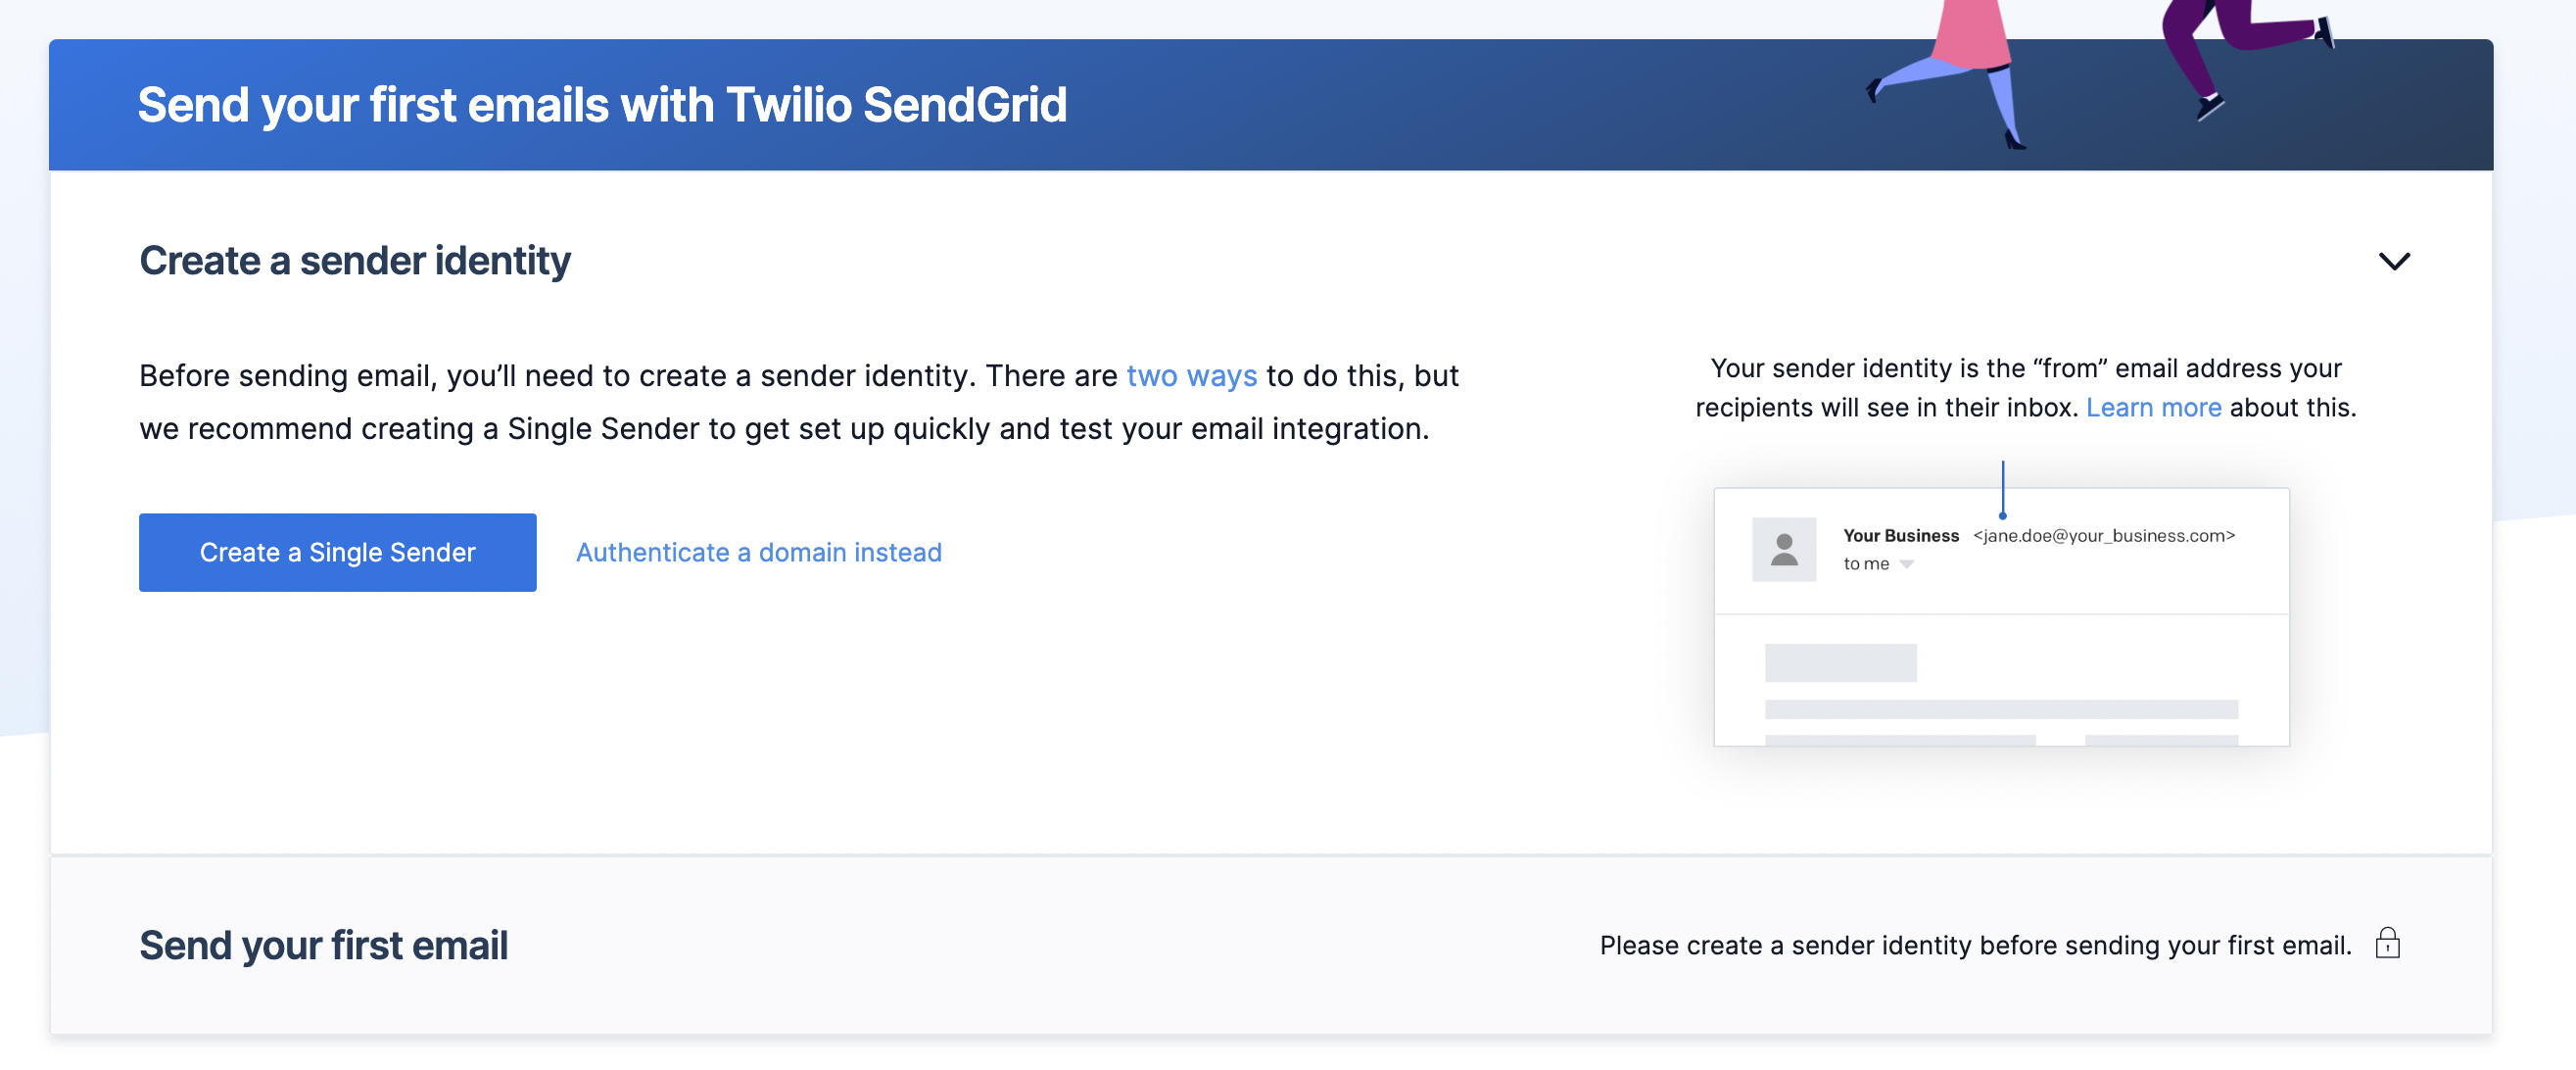 Send your first emails with Twilio SendGrid
Create a sender identity
Before sending email, you’ll need to create a sender identity. There are two ways to do this, but
we recommend creating a Single Sender to get set up quickly and test your email integration.
Create a Single Sender
Authenticate a domain instead
Your sender identity is the “from” email address your
recipients will see in their inbox. Learn more about this.
Your Business <jane.doe@your_business.com>
to me
Send your first email
Please create a sender identity before sending your first email.